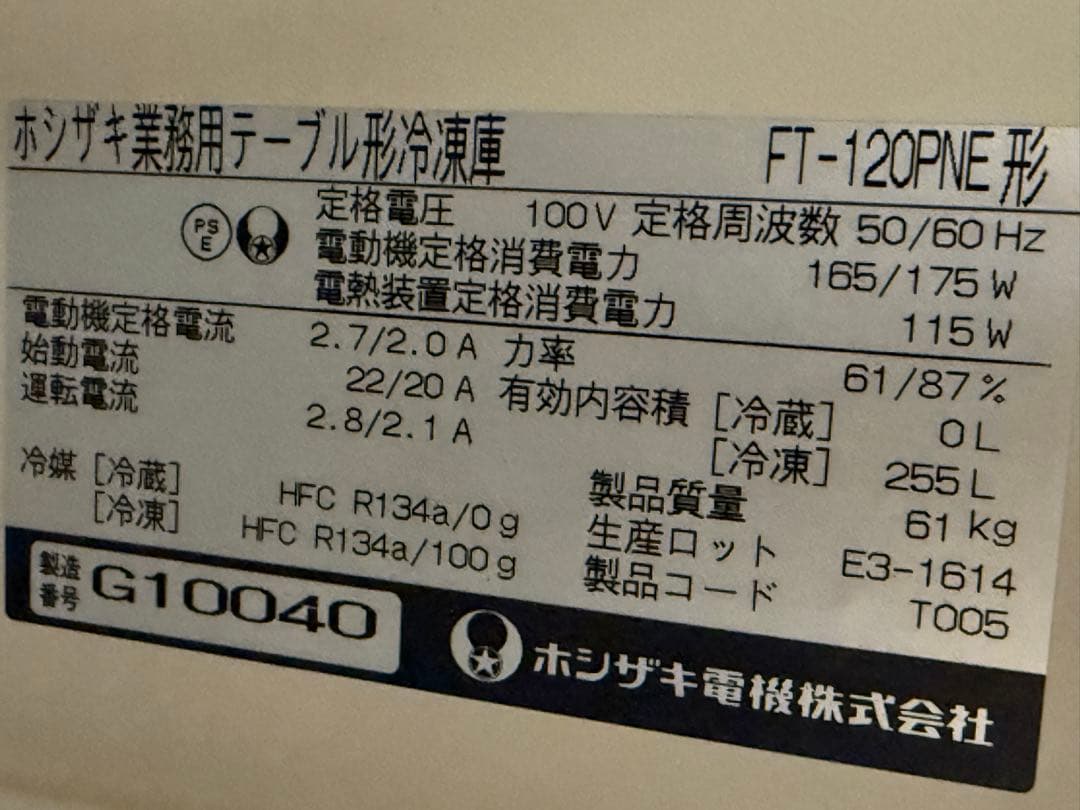 ホシザキ業務用テーブル形冷凍庫 FT-120PNE形
PS E
定格電圧 100V 定格周波数 50/60Hz
電動機定格消費電力 165/175W
電熱装置定格消費電力 115W
電動機定格電流 2.7/2.0A 力率 61/87%
始動電流 22/20A 有効内容積 [冷蔵] 0L
運転電流 2.8/2.1A [冷凍] 255L
冷媒 [冷蔵] HFC R134a/0g 製品質量 61kg
[冷凍] HFC R134a/100g 生産ロット E3-1614
製品コード T005
製造番号 G10040
ホシザキ電機株式会社